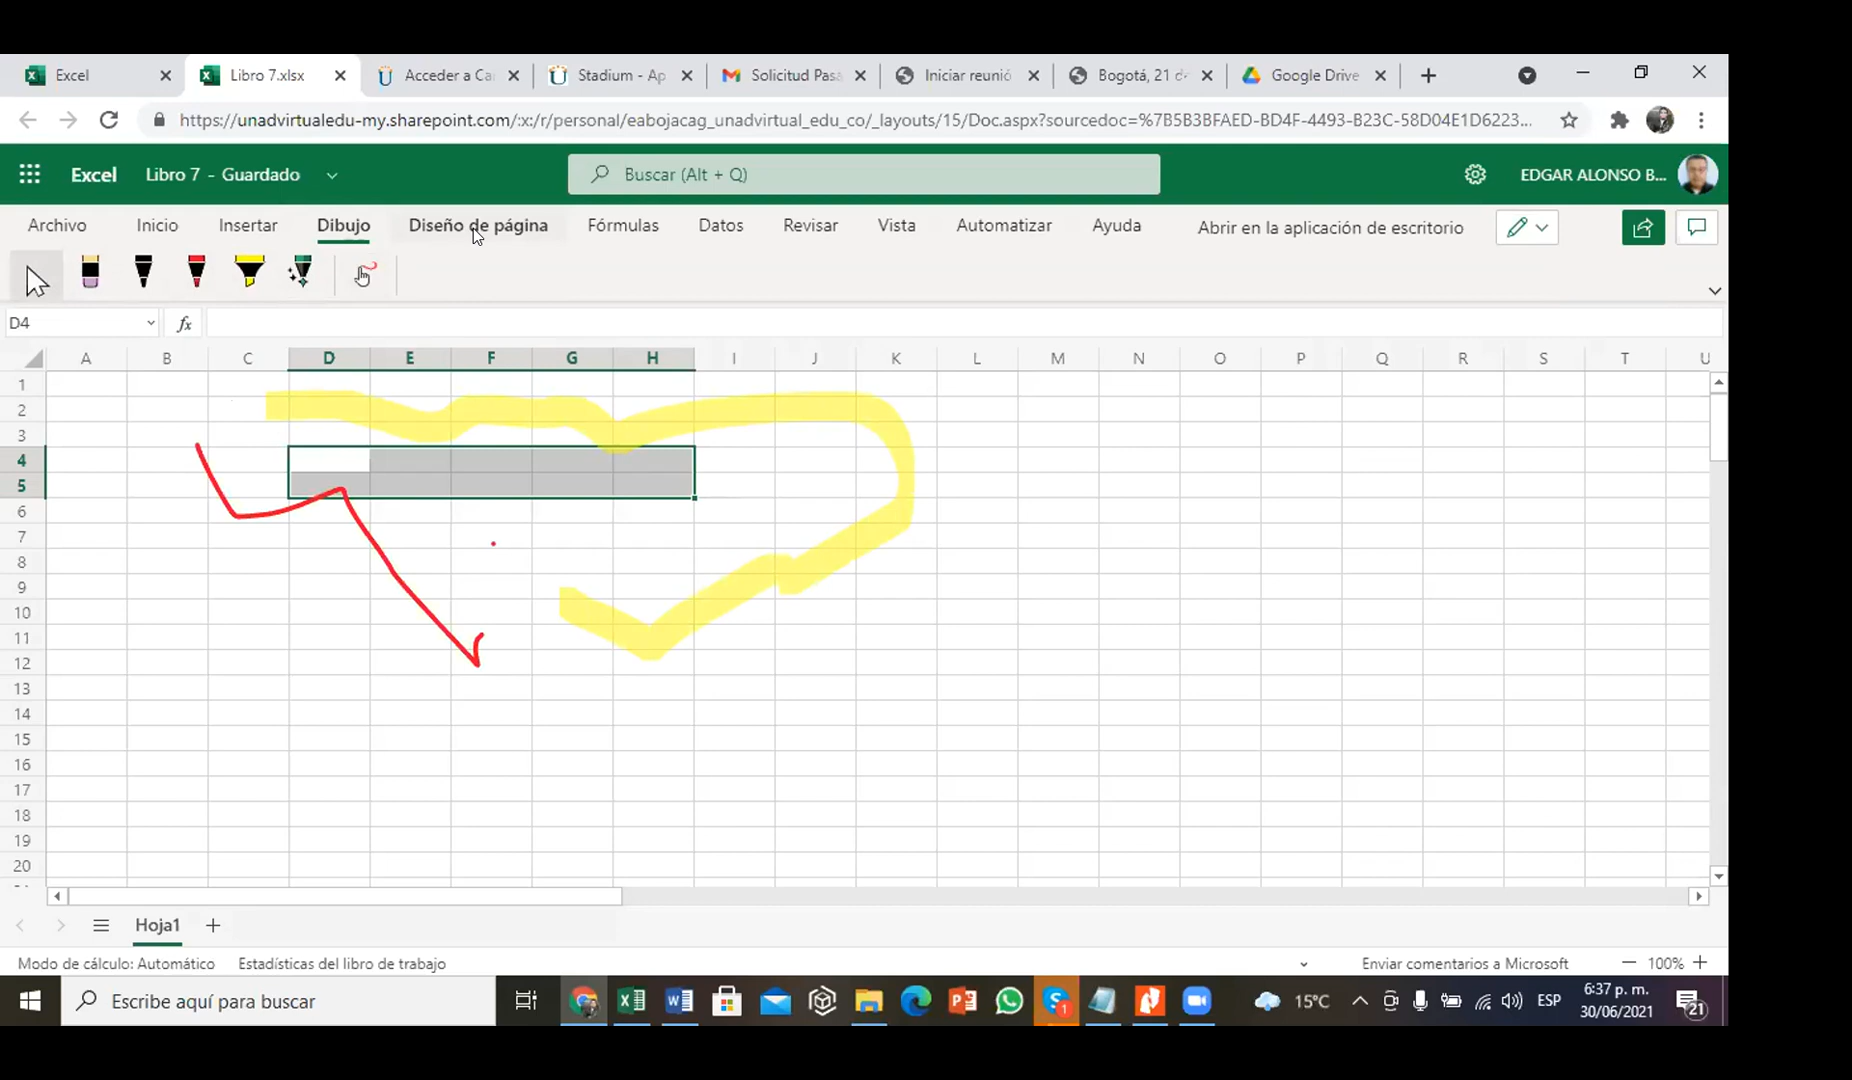 Excel
Libro 7.xlsx
Acceder a Ca
Stadium - Ap
Solicitud Pasa
Iniciar reunió
Bogotá, 21 d
Google Drive
https://unadvirtualedu-my.sharepoint.com/:x:/r/personal/eabojacag_unadvirtual_edu_co/_layouts/15/Doc.aspx?sourcedoc=%7B5B3BFAED-BD4F-4493-B23C-58D04E1D6223...
Excel
Libro 7 - Guardado
Buscar (Alt + Q)
EDGAR ALONSO B...
Archivo
Inicio
Insertar
Dibujo
Diseño de página
Fórmulas
Datos
Revisar
Vista
Automatizar
Ayuda
Abrir en la aplicación de escritorio
D4
fx
A B C D E F G H I J K L M N O P Q R S T U
1
2
3
4
5
6
7
8
9
10
11
12
13
14
15
16
17
18
19
20
Hoja1
Modo de cálculo: Automático
Estadísticas del libro de trabajo
Enviar comentarios a Microsoft
100%
Escribe aquí para buscar
15°C
ESP
6:37 p. m.
30/06/2021
21